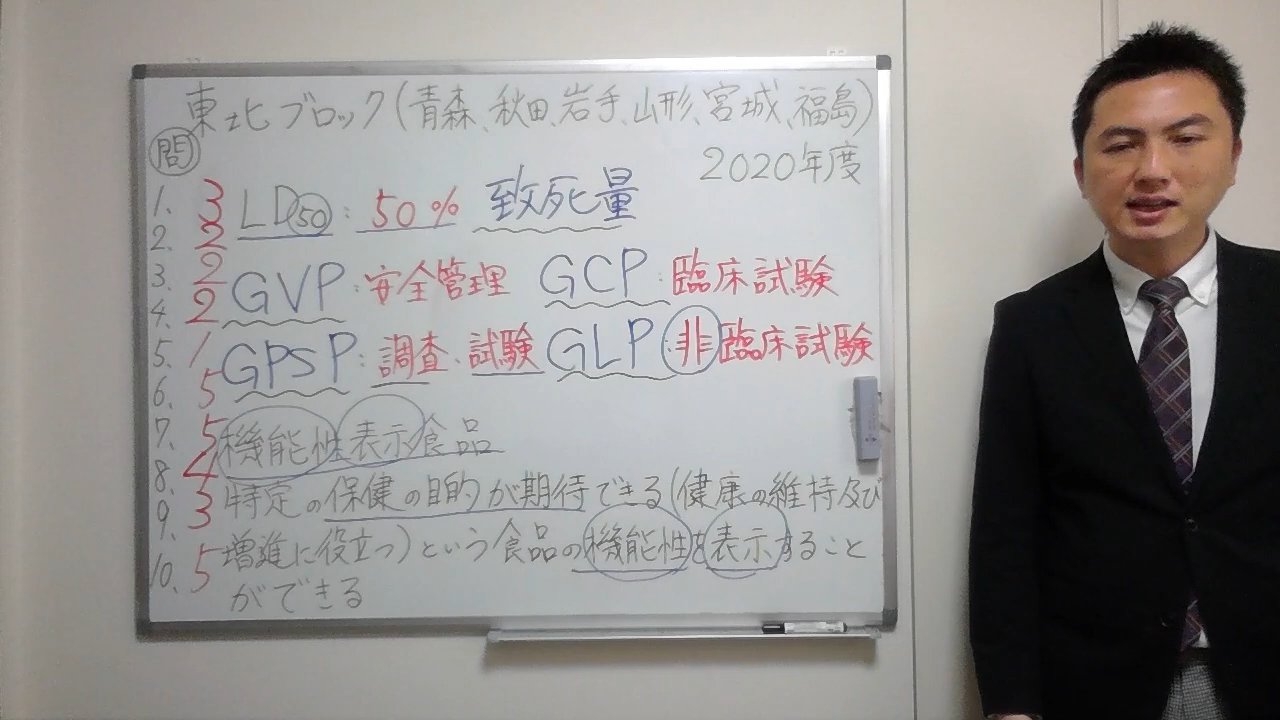 東北ブロック(青森、秋田、岩手、山形、宮城、福島)
2020年度
問
1. 3
2. 2
3. 2
4. 2
5. 1
6. 5
7. 5
8. 4
9. 3
10. 5
LD50: 50% 致死量
GVP:安全管理 GCP:臨床試験
GPSP:調査、試験 GLP:非臨床試験
機能性表示食品
特定の保健の目的が期待できる(健康の維持及び
増進に役立つ)という食品の機能性を表示すること
ができる